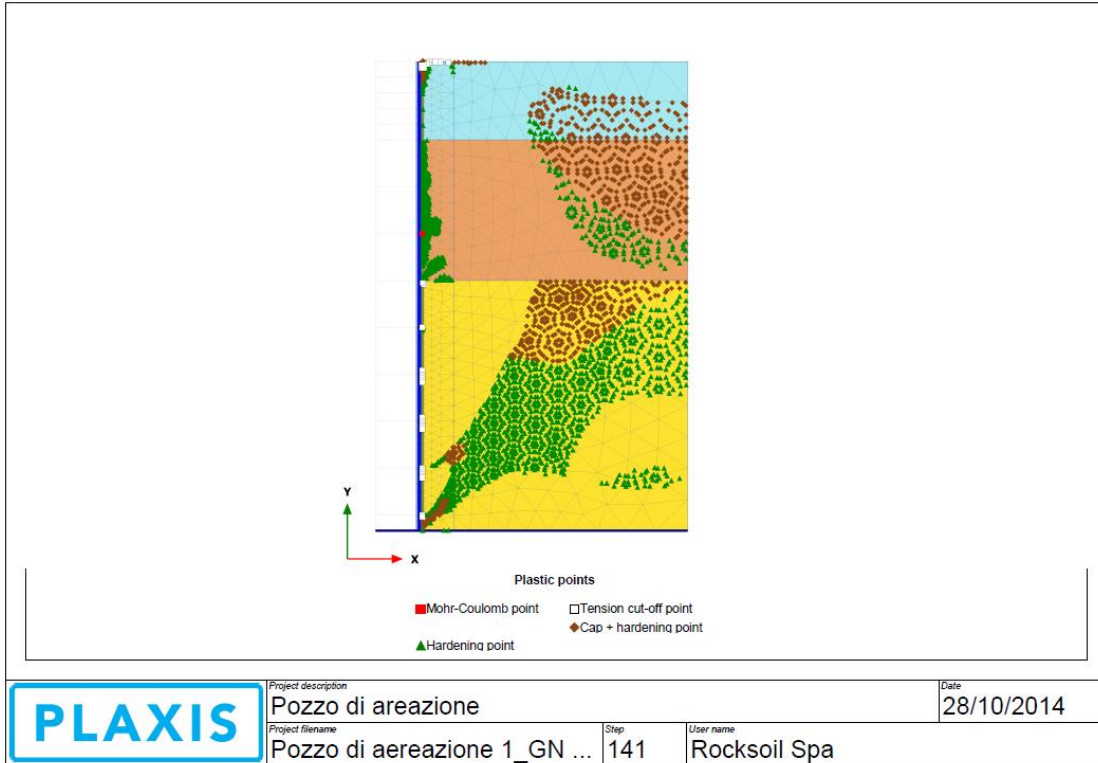 Y
X
Plastic points
Mohr-Coulomb point
Tension cut-off point
Cap + hardening point
Hardening point
PLAXIS
Project description
Pozzo di areazione
Date
28/10/2014
Project filename
Pozzo di aereazione 1_GN ...
Step
141
User name
Rocksoil Spa